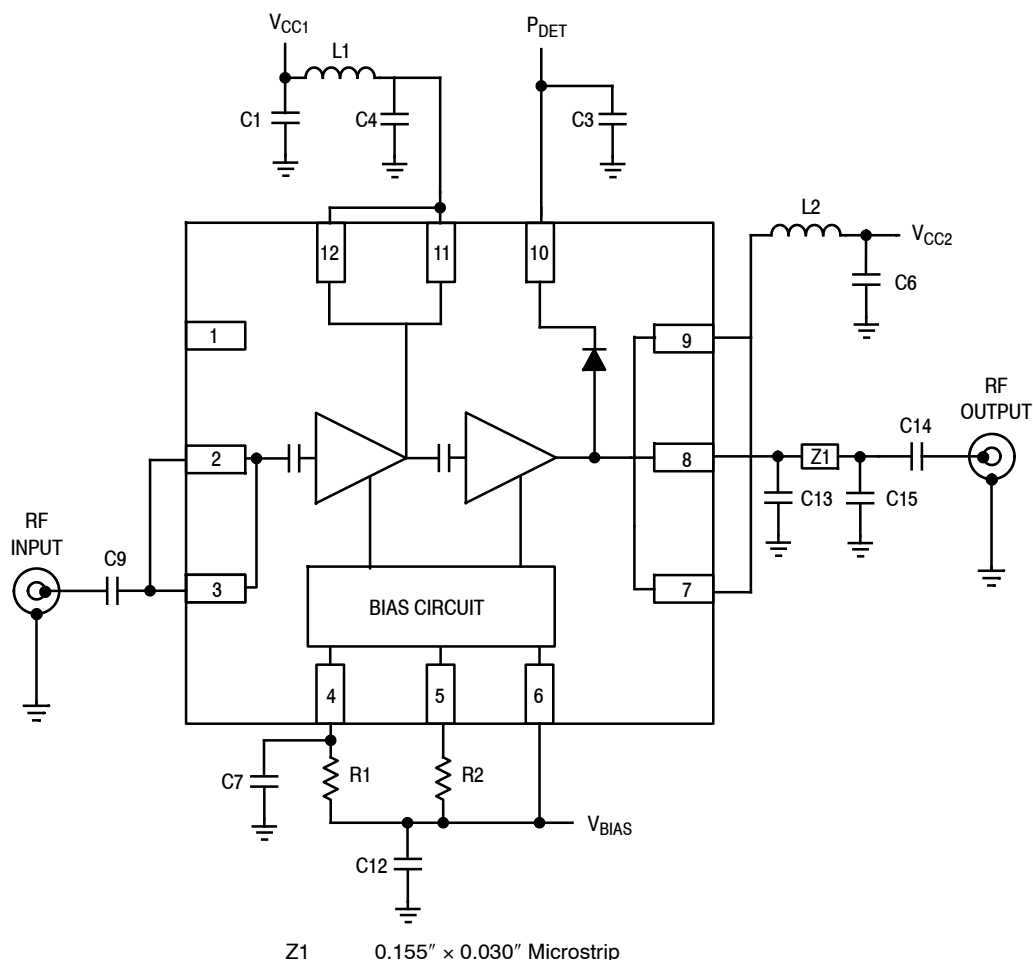 V_CC1
P_DET
L1
C1
C4
C3
L2
12
11
10
V_CC2
C6
1
9
RF
OUTPUT
C14
2
8
Z1
RF
INPUT
C13
C15
C9
3
7
BIAS CIRCUIT
4
5
6
C7
R1
R2
V_BIAS
C12
Z1 0.155″ × 0.030″ Microstrip